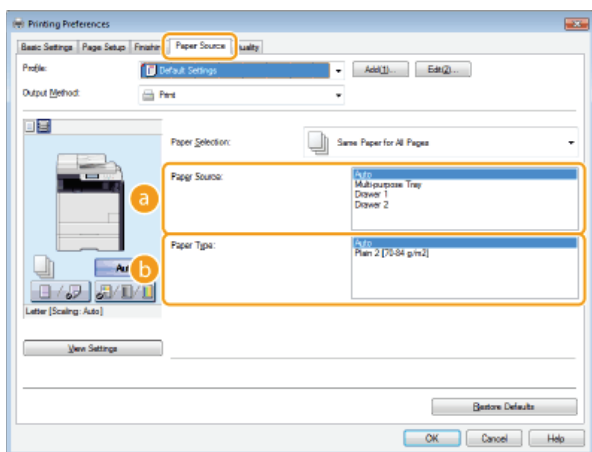 Printing Preferences
Basic Settings Page Setup Finishin Paper Source uality
Profile: Default Settings Add(1)... Edit(2)...
Output Method: Print
Paper Selection: Same Paper for All Pages
a
Paper Source: Auto
Multi-purpose Tray
Drawer 1
Drawer 2
b
Paper Type: Auto
Plain 2 [70-84 g/m2]
Au
Letter [Scaling: Auto]
View Settings
Restore Defaults
OK Cancel Help